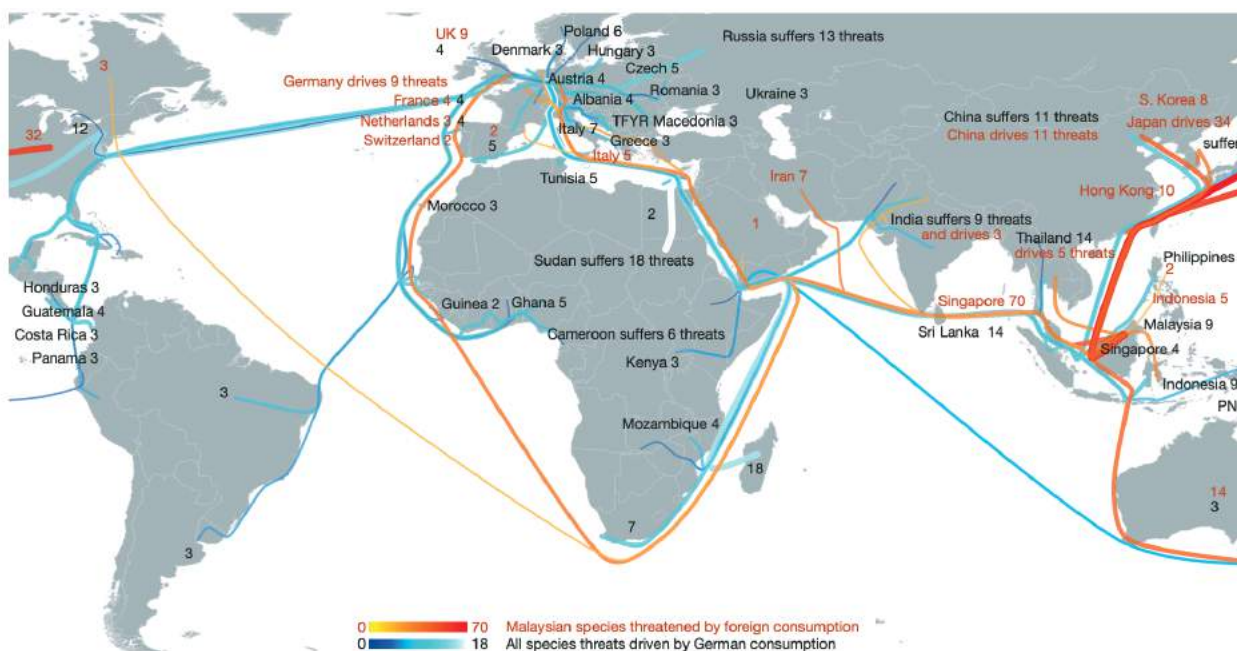 Poland 6
UK 9
4
Denmark 3
Hungary 3
Russia suffers 13 threats
3
Germany drives 9 threats
Austria 4
Czech 5
Romania 3
Ukraine 3
S. Korea 8
France 4 4
Albania 4
China suffers 11 threats
Japan drives 34
32
12
Netherlands 3 4
2
Italy 7
TFYR Macedonia 3
China drives 11 threats
suffer
Switzerland 2
5
Greece 3
Italy 5
Tunisia 5
Iran 7
Hong Kong 10
Morocco 3
2
1
India suffers 9 threats
and drives 3
Thailand 14
drives 5 threats
Philippines
2
Sudan suffers 18 threats
Honduras 3
Guinea 2
Ghana 5
Singapore 70
Indonesia 5
Guatemala 4
Cameroon suffers 6 threats
Sri Lanka 14
Malaysia 9
Costa Rica 3
Singapore 4
Panama 3
Kenya 3
Indonesia 9
3
PN
Mozambique 4
18
14
3
7
3
0 70 Malaysian species threatened by foreign consumption
0 18 All species threats driven by German consumption